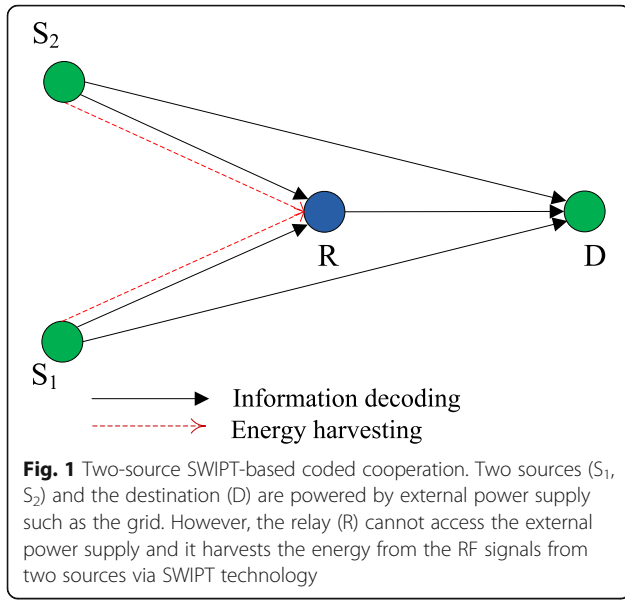 S₂
R
D
S₁
Information decoding
Energy harvesting
Fig. 1 Two-source SWIPT-based coded cooperation. Two sources (S₁,
S₂) and the destination (D) are powered by external power supply
such as the grid. However, the relay (R) cannot access the external
power supply and it harvests the energy from the RF signals from
two sources via SWIPT technology